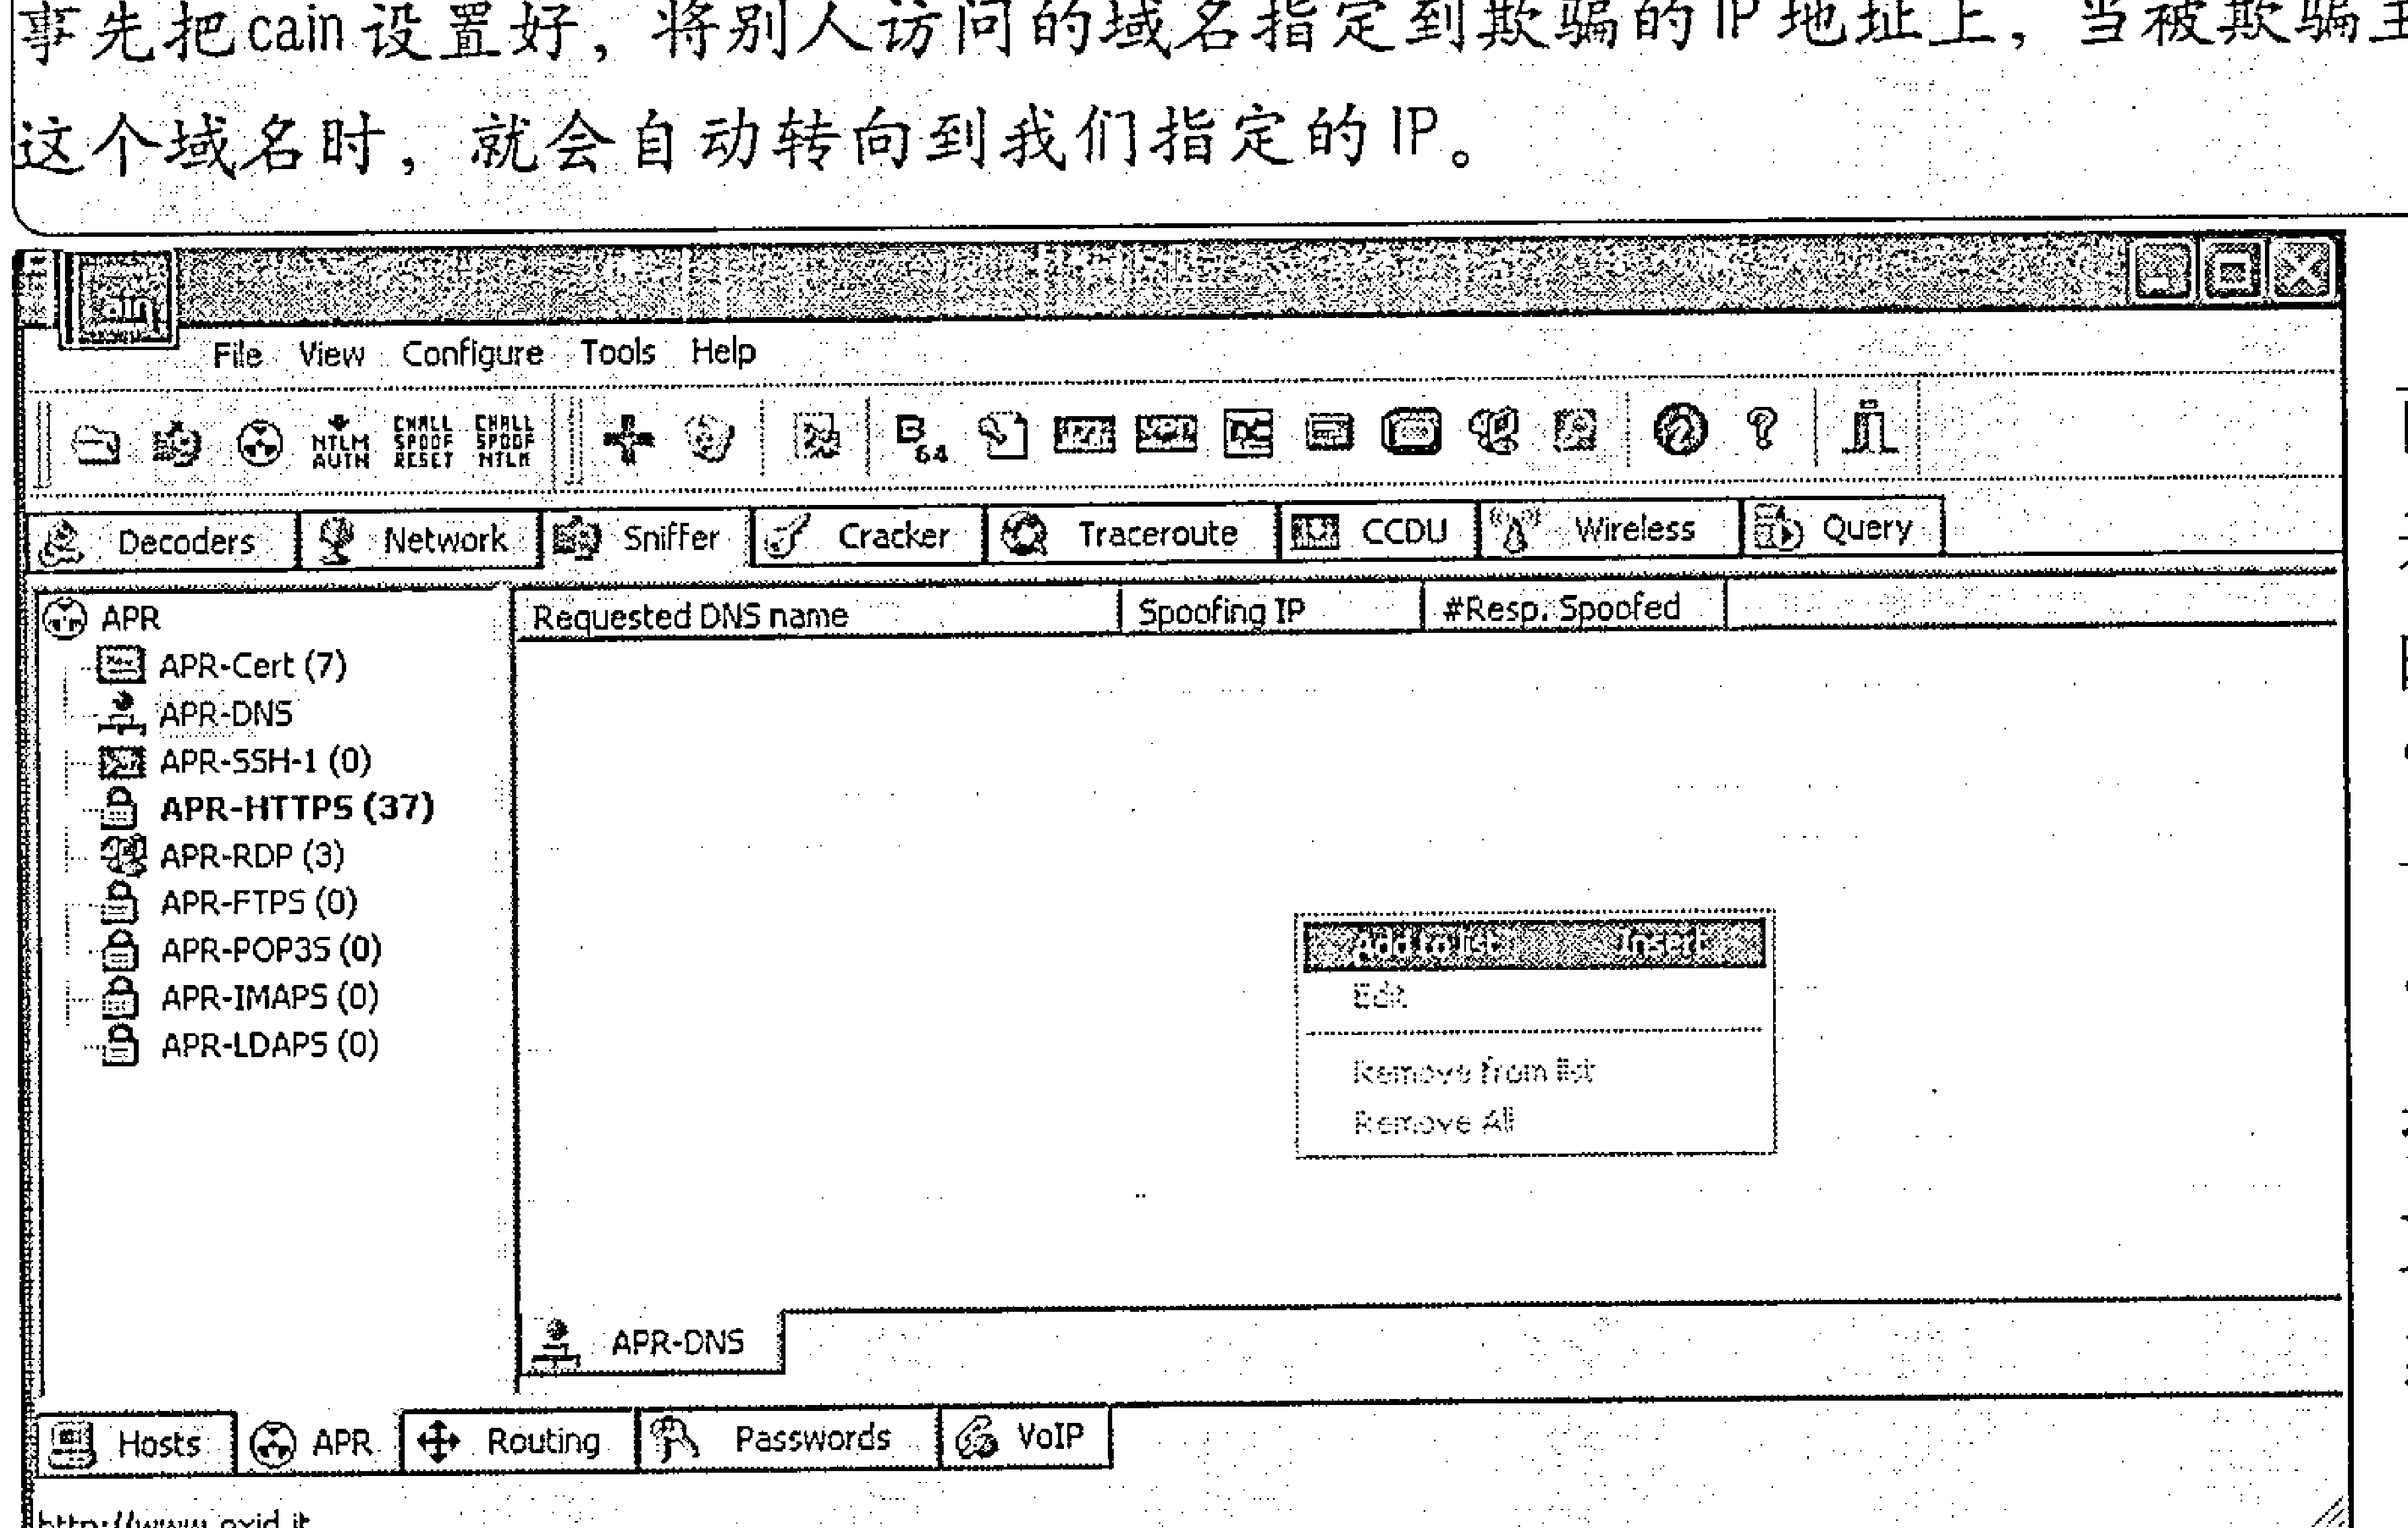 事先把cain设置好，将别人访问的域名指定到欺骗的IP地址上，当被欺骗主
这个域名时，就会自动转向到我们指定的IP。
File View Configure Tools Help
NTLM AUTH CHALL SPOOF RESET CHALL SPOOF NTLM B64
Decoders Network Sniffer Cracker Traceroute CCDU Wireless Query
APR Requested DNS name Spoofing IP #Resp. Spoofed
APR-Cert (7)
APR-DNS
APR-SSH-1 (0)
APR-HTTPS (37)
APR-RDP (3)
APR-FTPS (0)
APR-POP3S (0)
APR-IMAPS (0)
APR-LDAPS (0)
Add to list Insert
Edit
Remove from list
Remove All
APR-DNS
Hosts APR Routing Passwords VoIP
http://www.oxid.it